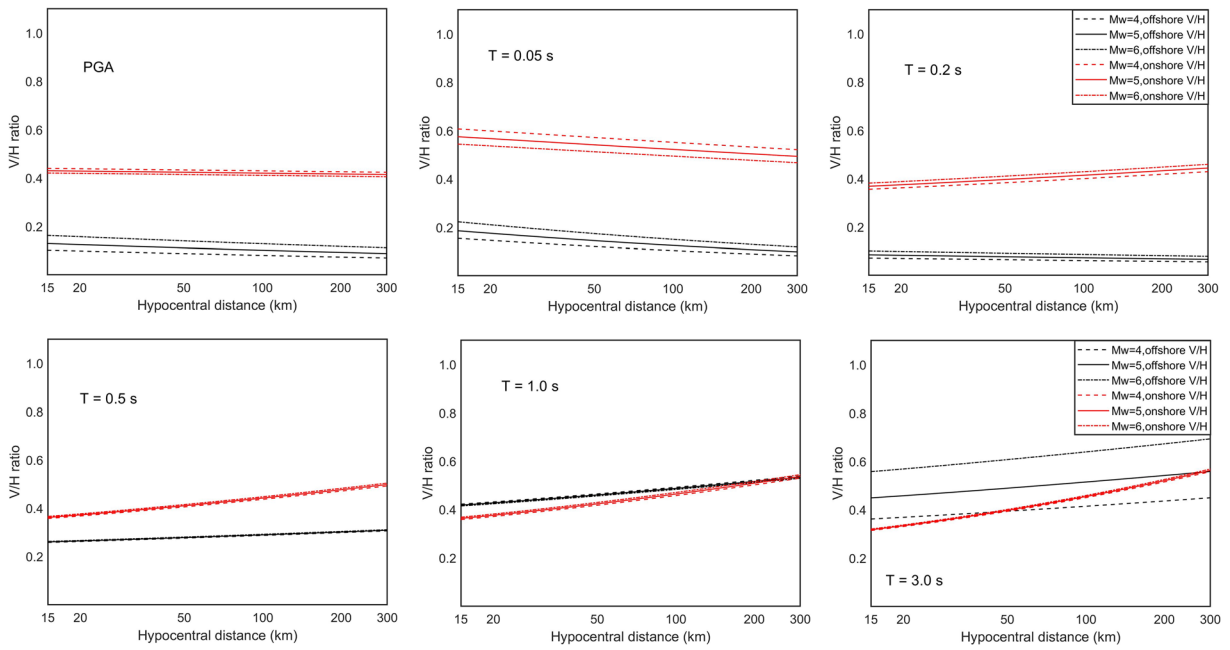 1.0
0.8
0.6
0.4
0.2
V/H ratio
PGA
15 20 50 100 200 300
Hypocentral distance (km)
1.0
0.8
0.6
0.4
0.2
T = 0.05 s
15 20 50 100 200 300
Hypocentral distance (km)
1.0
0.8
0.6
0.4
0.2
T = 0.2 s
Mw=4,offshore V/H
Mw=5,offshore V/H
Mw=6,offshore V/H
Mw=4,onshore V/H
Mw=5,onshore V/H
Mw=6,onshore V/H
15 20 50 100 200 300
Hypocentral distance (km)
1.0
0.8
0.6
0.4
0.2
V/H ratio
T = 0.5 s
15 20 50 100 200 300
Hypocentral distance (km)
1.0
0.8
0.6
0.4
0.2
T = 1.0 s
15 20 50 100 200 300
Hypocentral distance (km)
1.0
0.8
0.6
0.4
0.2
Mw=4,offshore V/H
Mw=5,offshore V/H
Mw=6,offshore V/H
Mw=4,onshore V/H
Mw=5,onshore V/H
Mw=6,onshore V/H
T = 3.0 s
15 20 50 100 200 300
Hypocentral distance (km)